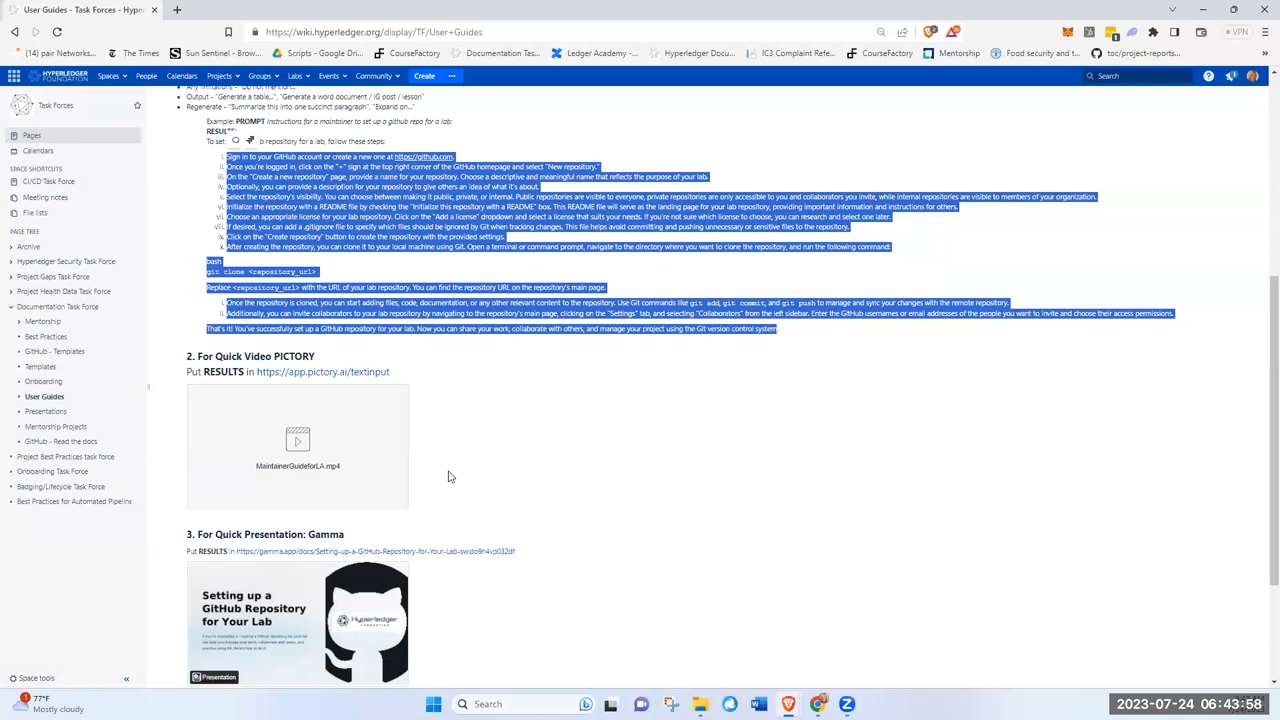 User Guides - Task Forces - Hyper
https://wiki.hyperledger.org/display/TF/User+Guides
VPN
(14) pair Networks...
The Times
Sun Sentinel - Brow...
Scripts - Google Dri...
CourseFactory
Documentation Tas...
Ledger Academy -...
Hyperledger Docu...
IC3 Complaint Refe...
CourseFactory
Mentorship
Food security and t...
toc/project-reports...
HYPERLEDGER FOUNDATION
Spaces
People
Calendars
Projects
Groups
Labs
Events
Community
Create
Search
Task Forces
Pages
Calendars
SPACE SHORTCUTS
CI/CD Task Force
Meeting notes
File lists
PAGE TREE
Archive
Hyperledger Security Task Force
Project Gaps Task Force
Project Health Data Task Force
Documentation Task Force
Mentorship
Best Practices
GitHub - Templates
Templates
Onboarding
User Guides
Presentations
Mentorship Projects
GitHub - Read the docs
Project Best Practices task force
Onboarding Task Force
Badging/Lifecycle Task Force
Best Practices for Automated Pipeline
Space tools
Any limitations - "Do not mention..."
Output - "Generate a table...", "Generate a word document / IG post / lesson"
Regenerate - "Summarize this into one succinct paragraph", "Expand on..."
Example: PROMPT Instructions for a maintainer to set up a github repo for a lab:
RESULTS:
To set b repository for a lab, follow these steps:
i. Sign in to your GitHub account or create a new one at https://github.com.
ii. Once you're logged in, click on the "+" sign at the top right corner of the GitHub homepage and select "New repository."
iii. On the "Create a new repository" page, provide a name for your repository. Choose a descriptive and meaningful name that reflects the purpose of your lab.
iv. Optionally, you can provide a description for your repository to give others an idea of what it's about.
v. Select the repository's visibility. You can choose between making it public, private, or internal. Public repositories are visible to everyone, private repositories are only accessible to you and collaborators you invite, while internal repositories are visible to members of your organization.
vi. Initialize the repository with a README file by checking the "Initialize this repository with a README" box. This README file will serve as the landing page for your lab repository, providing important information and instructions for others.
vii. Choose an appropriate license for your lab repository. Click on the "Add a license" dropdown and select a license that suits your needs. If you're not sure which license to choose, you can research and select one later.
viii. If desired, you can add a .gitignore file to specify which files should be ignored by Git when tracking changes. This file helps avoid committing and pushing unnecessary or sensitive files to the repository.
ix. Click on the "Create repository" button to create the repository with the provided settings.
x. After creating the repository, you can clone it to your local machine using Git. Open a terminal or command prompt, navigate to the directory where you want to clone the repository, and run the following command:
bash
git clone <repository_url>
Replace <repository_url> with the URL of your lab repository. You can find the repository URL on the repository's main page.
i. Once the repository is cloned, you can start adding files, code, documentation, or any other relevant content to the repository. Use Git commands like git add, git commit, and git push to manage and sync your changes with the remote repository.
ii. Additionally, you can invite collaborators to your lab repository by navigating to the repository's main page, clicking on the "Settings" tab, and selecting "Collaborators" from the left sidebar. Enter the GitHub usernames or email addresses of the people you want to invite and choose their access permissions.
That's it! You've successfully set up a GitHub repository for your lab. Now you can share your work, collaborate with others, and manage your project using the Git version control system
2. For Quick Video PICTORY
Put RESULTS in https://app.pictory.ai/textinput
MaintainerGuideforLA.mp4
3. For Quick Presentation: Gamma
Put RESULTS in https://gamma.app/docs/Setting-up-a-GitHub-Repository-for-Your-Lab-swido9n4vp032df
Setting up a
GitHub Repository
for Your Lab
Hyperledger
Presentation
77°F
Mostly cloudy
Search
2023-07-24 06:43:58